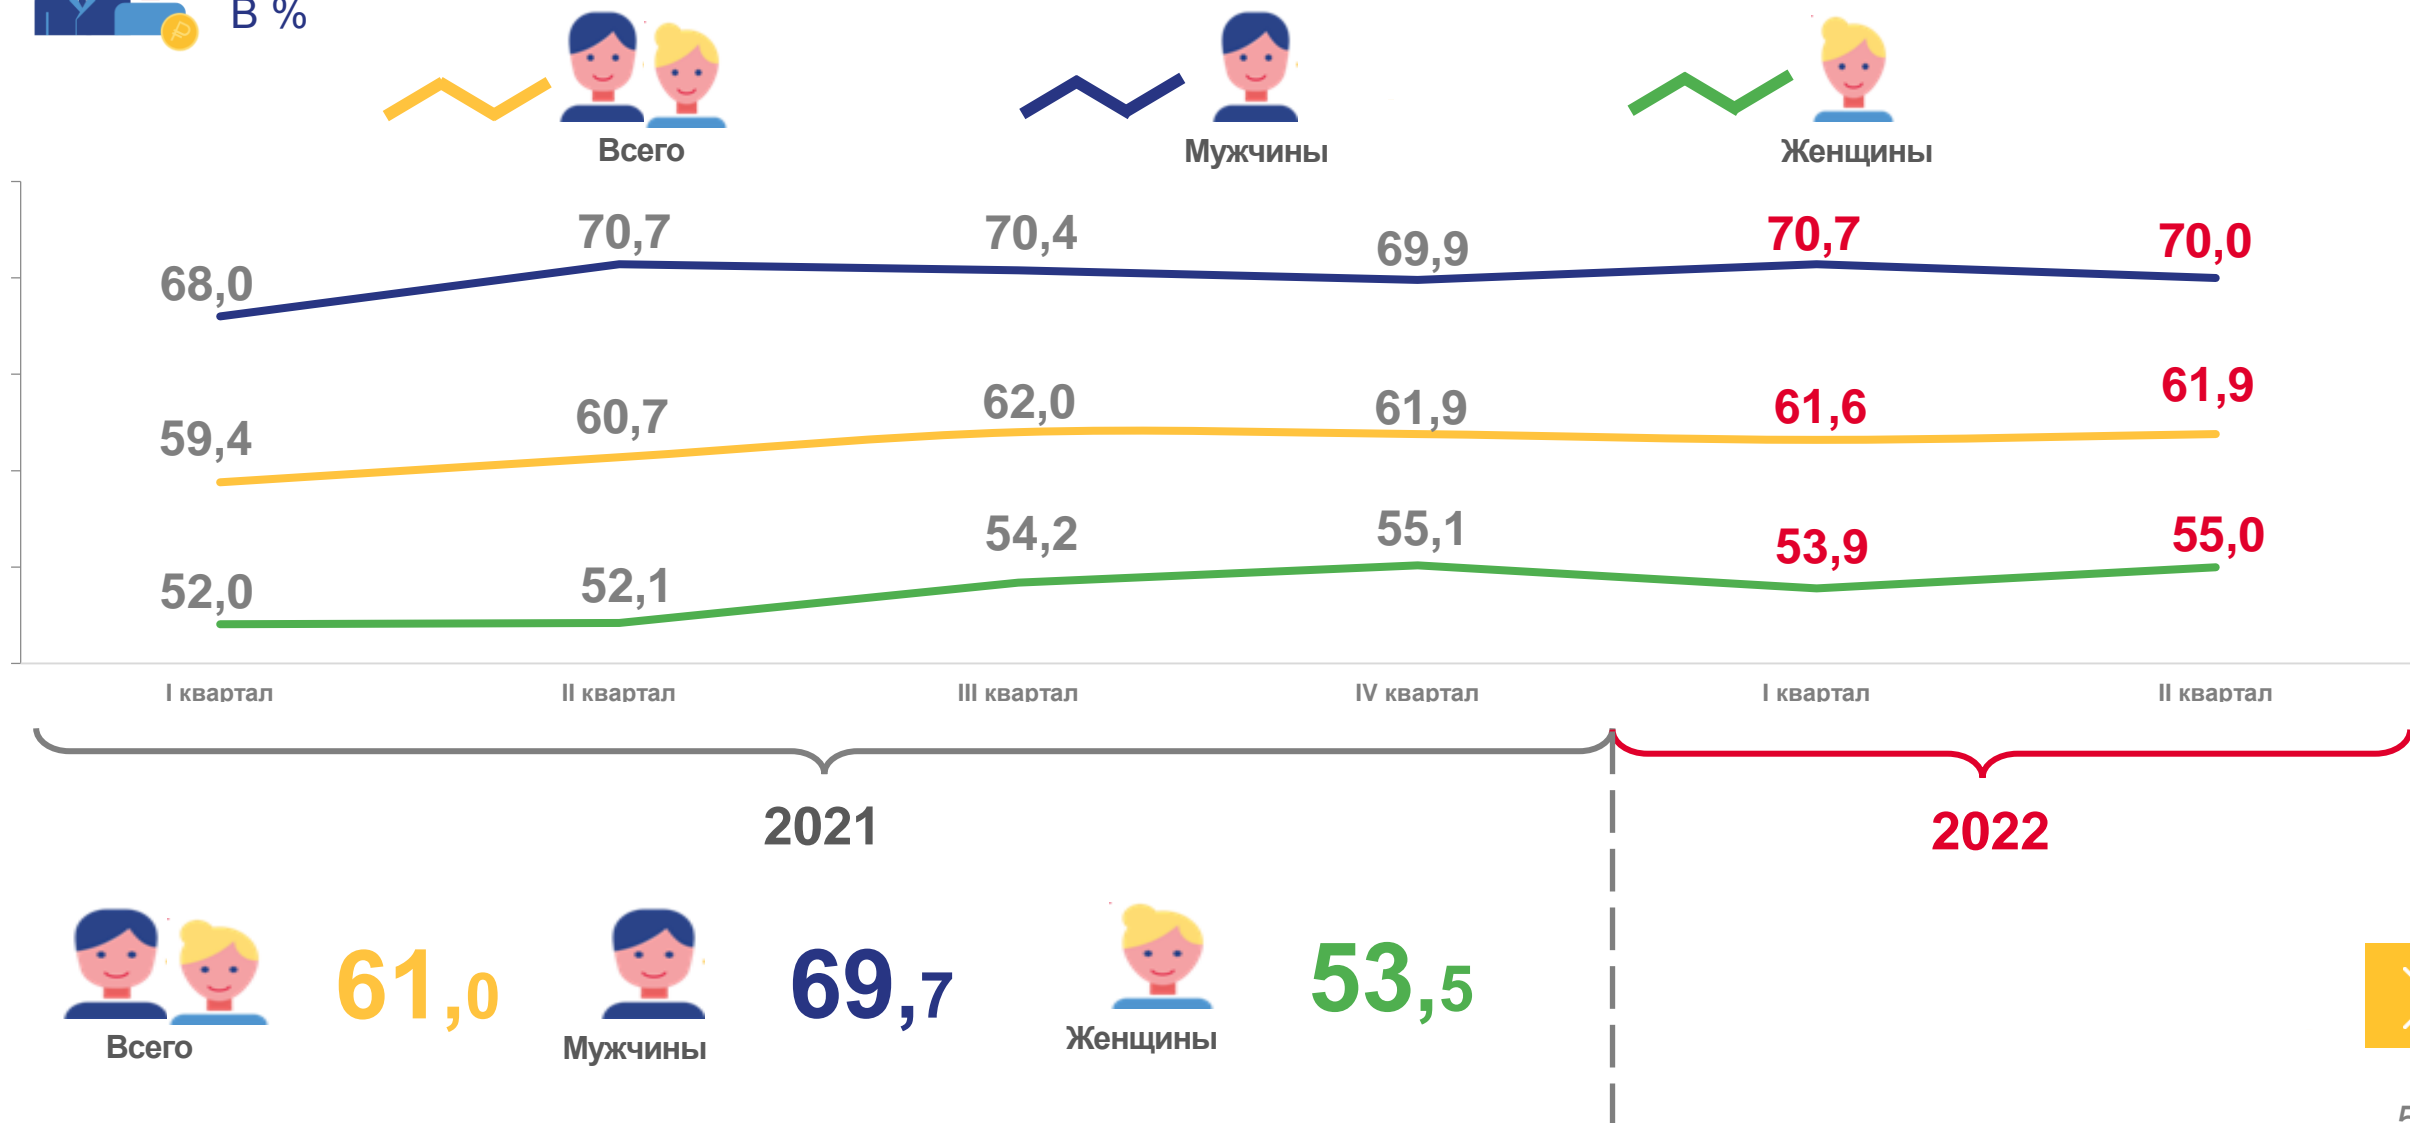 В %
Всего
Мужчины
Женщины
68,0
70,7
70,4
69,9
70,7
70,0
59,4
60,7
62,0
61,9
61,6
61,9
52,0
52,1
54,2
55,1
53,9
55,0
I квартал
II квартал
III квартал
IV квартал
I квартал
II квартал
2021
2022
61,0
69,7
53,5
Всего
Мужчины
Женщины